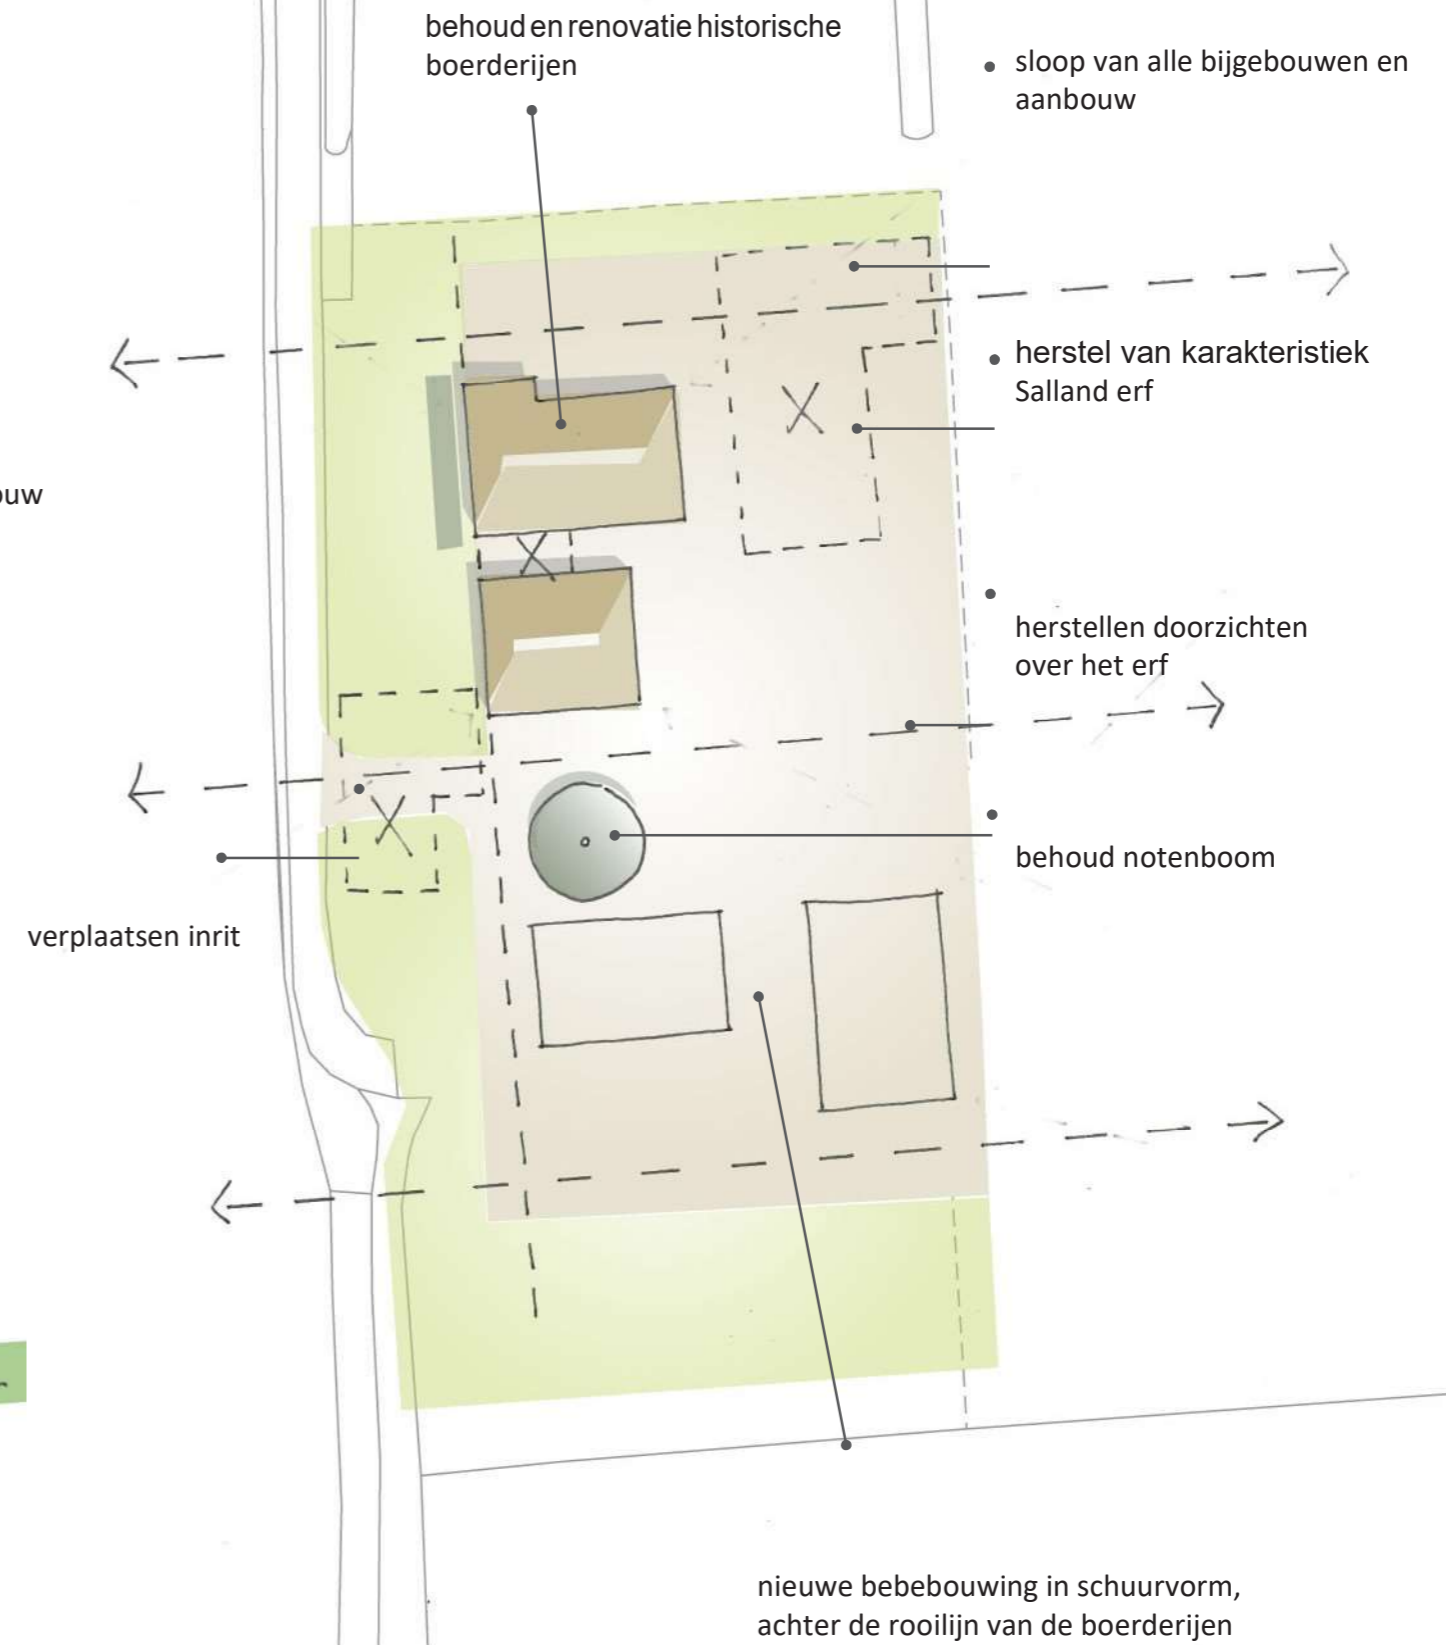 behoud en renovatie historische
boerderijen
• sloop van alle bijgebouwen en
aanbouw
• herstel van karakteristiek
Salland erf
ouw
• herstellen doorzichten
over het erf
• behoud notenboom
verplaatsen inrit
nieuwe bebebouwing in schuurvorm,
achter de rooilijn van de boerderijen